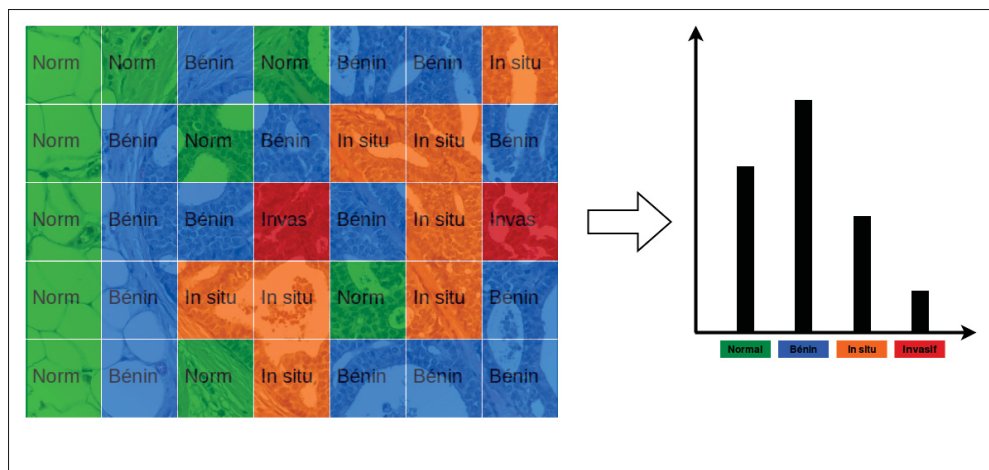 Norm Norm Bénin Norm Bénin Bénin In situ
Norm Bénin Norm Bénin In situ In situ Bénin
Norm Bénin Bénin Invas Bénin In situ Invas
Norm Bénin In situ In situ Norm In situ Bénin
Norm Bénin Norm In situ Bénin Bénin Bénin
Normal Bénin In situ Invasif